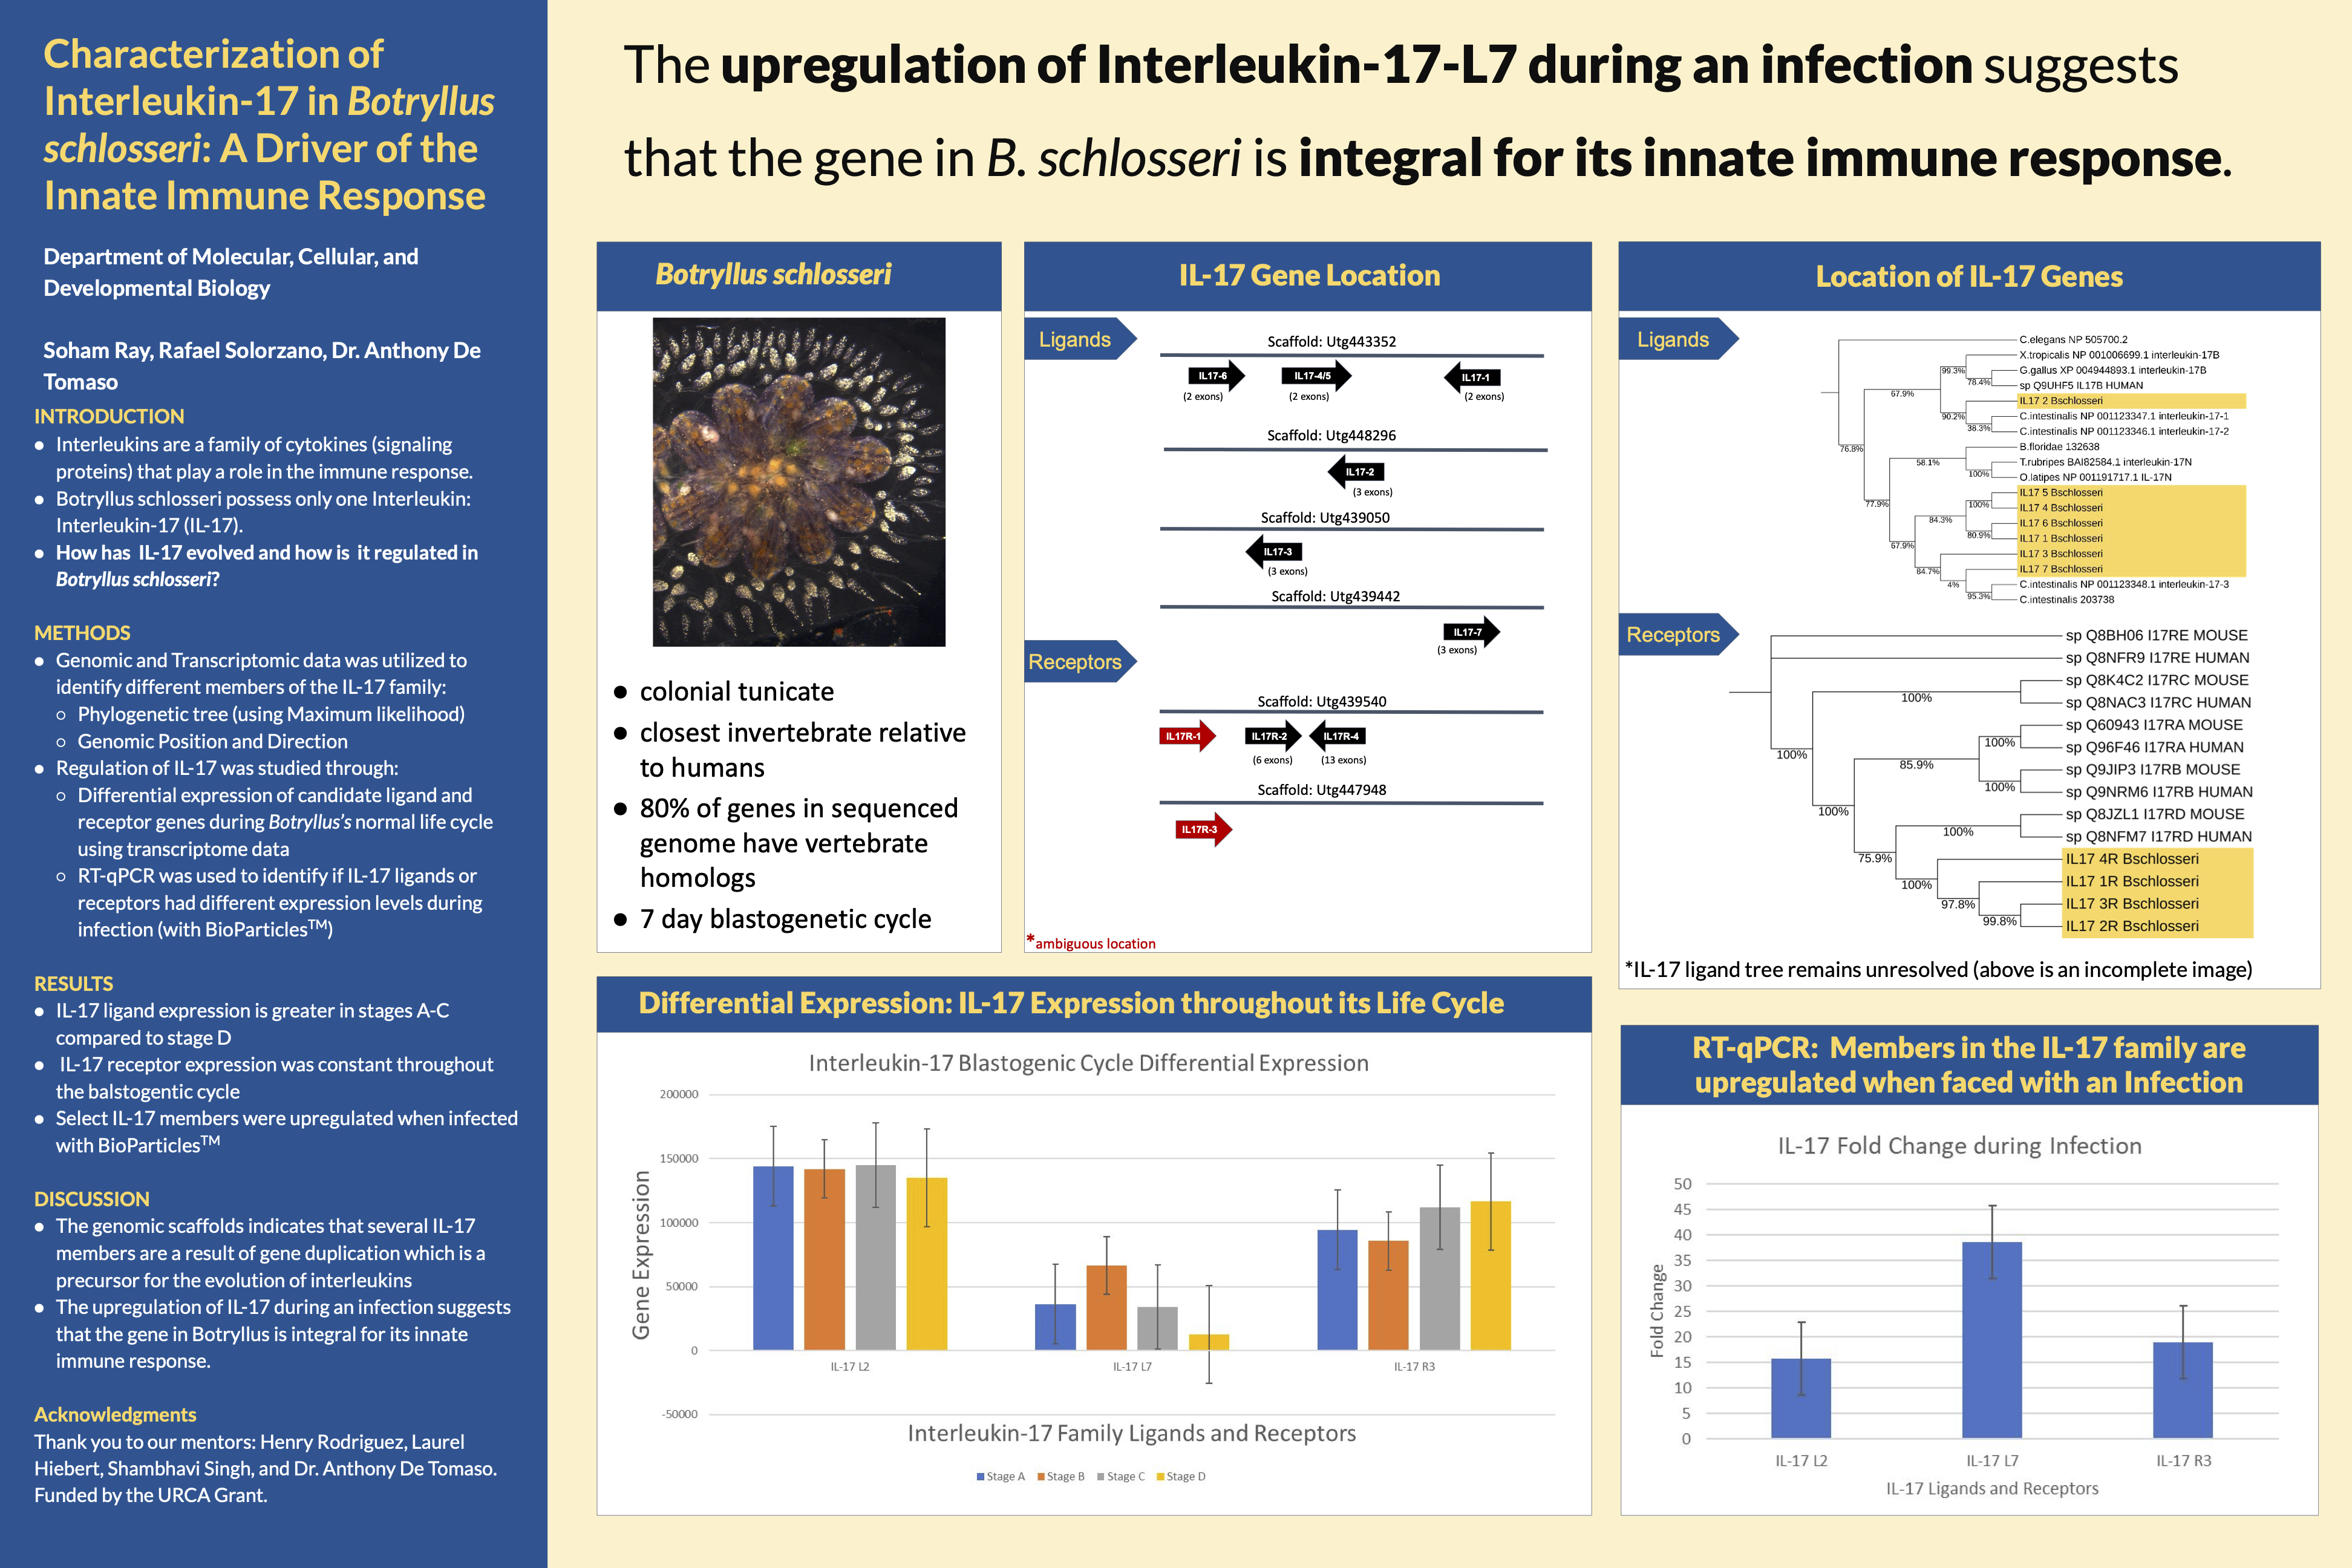 Characterization of
Interleukin-17 in Botryllus
schlosseri: A Driver of the
Innate Immune Response
Department of Molecular, Cellular, and
Developmental Biology
Soham Ray, Rafael Solorzano, Dr. Anthony De
Tomaso
INTRODUCTION
● Interleukins are a family of cytokines (signaling
proteins) that play a role in the immune response.
● Botryllus schlosseri possess only one Interleukin:
Interleukin-17 (IL-17).
● How has IL-17 evolved and how is it regulated in
Botryllus schlosseri?
METHODS
● Genomic and Transcriptomic data was utilized to
identify different members of the IL-17 family:
○ Phylogenetic tree (using Maximum likelihood)
○ Genomic Position and Direction
● Regulation of IL-17 was studied through:
○ Differential expression of candidate ligand and
receptor genes during Botryllus's normal life cycle
using transcriptome data
○ RT-qPCR was used to identify if IL-17 ligands or
receptors had different expression levels during
infection (with BioParticles™)
RESULTS
● IL-17 ligand expression is greater in stages A-C
compared to stage D
● IL-17 receptor expression was constant throughout
the balstogentic cycle
● Select IL-17 members were upregulated when infected
with BioParticles™
DISCUSSION
● The genomic scaffolds indicates that several IL-17
members are a result of gene duplication which is a
precursor for the evolution of interleukins
● The upregulation of IL-17 during an infection suggests
that the gene in Botryllus is integral for its innate
immune response.
Acknowledgments
Thank you to our mentors: Henry Rodriguez, Laurel
Hiebert, Shambhavi Singh, and Dr. Anthony De Tomaso.
Funded by the URCA Grant.
The upregulation of Interleukin-17-L7 during an infection suggests
that the gene in B. schlosseri is integral for its innate immune response.
Botryllus schlosseri
● colonial tunicate
● closest invertebrate relative
to humans
● 80% of genes in sequenced
genome have vertebrate
homologs
● 7 day blastogenetic cycle
IL-17 Gene Location
Ligands
Scaffold: Utg443352
IL17-6 IL17-4/5 IL17-1
(2 exons) (2 exons) (2 exons)
Scaffold: Utg448296
IL17-2
(3 exons)
Scaffold: Utg439050
IL17-3
(3 exons)
Scaffold: Utg439442
IL17-7
(3 exons)
Receptors
Scaffold: Utg439540
IL17R-1 IL17R-2 IL17R-4
(6 exons) (13 exons)
Scaffold: Utg447948
IL17R-3
*ambiguous location
Location of IL-17 Genes
Ligands
C.elegans NP 505700.2
X.tropicalis NP 001006699.1 interleukin-17B
99.3% G.gallus XP 004944893.1 interleukin-17B
78.4% sp Q9UHF5 IL17B HUMAN
67.9% IL17 2 Bschlosseri
90.2% C.intestinalis NP 001123347.1 interleukin-17-1
38.3% C.intestinalis NP 001123346.1 interleukin-17-2
76.8% B.floridae 132638
58.1% T.rubripes BAI82584.1 interleukin-17N
100% O.latipes NP 001191717.1 IL-17N
IL17 5 Bschlosseri
77.9% 100% IL17 4 Bschlosseri
84.3% IL17 6 Bschlosseri
80.9% IL17 1 Bschlosseri
67.9% IL17 3 Bschlosseri
84.7% IL17 7 Bschlosseri
4% C.intestinalis NP 001123348.1 interleukin-17-3
95.3% C.intestinalis 203738
Receptors
sp Q8BH06 I17RE MOUSE
sp Q8NFR9 I17RE HUMAN
sp Q8K4C2 I17RC MOUSE
100% sp Q8NAC3 I17RC HUMAN
sp Q60943 I17RA MOUSE
100% 100% sp Q96F46 I17RA HUMAN
85.9% sp Q9JIP3 I17RB MOUSE
100% sp Q9NRM6 I17RB HUMAN
100% sp Q8JZL1 I17RD MOUSE
100% sp Q8NFM7 I17RD HUMAN
75.9% IL17 4R Bschlosseri
100% IL17 1R Bschlosseri
97.8% IL17 3R Bschlosseri
99.8% IL17 2R Bschlosseri
*IL-17 ligand tree remains unresolved (above is an incomplete image)
Differential Expression: IL-17 Expression throughout its Life Cycle
Interleukin-17 Blastogenic Cycle Differential Expression
Gene Expression
200000
150000
100000
50000
0
-50000
IL-17 L2 IL-17 L7 IL-17 R3
Interleukin-17 Family Ligands and Receptors
Stage A Stage B Stage C Stage D
RT-qPCR: Members in the IL-17 family are
upregulated when faced with an Infection
IL-17 Fold Change during Infection
Fold Change
50
45
40
35
30
25
20
15
10
5
0
IL-17 L2 IL-17 L7 IL-17 R3
IL-17 Ligands and Receptors